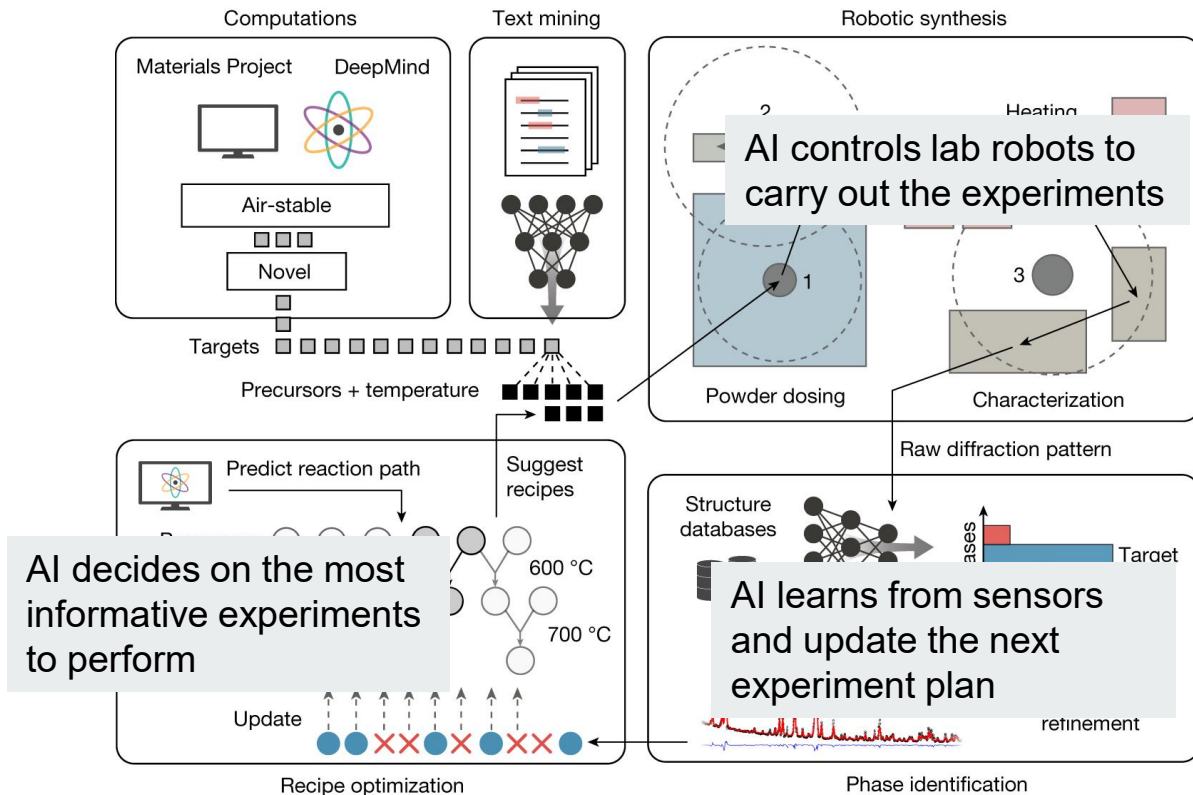 Computations
Text mining
Robotic synthesis
Materials Project
DeepMind
Air-stable
Novel
Targets
Precursors + temperature
2
Heating
AI controls lab robots to
carry out the experiments
1
3
Powder dosing
Characterization
Raw diffraction pattern
Predict reaction path
Suggest
recipes
600 °C
700 °C
AI decides on the most
informative experiments
to perform
Update
Recipe optimization
Structure
databases
Target
AI learns from sensors
and update the next
experiment plan
refinement
Phase identification